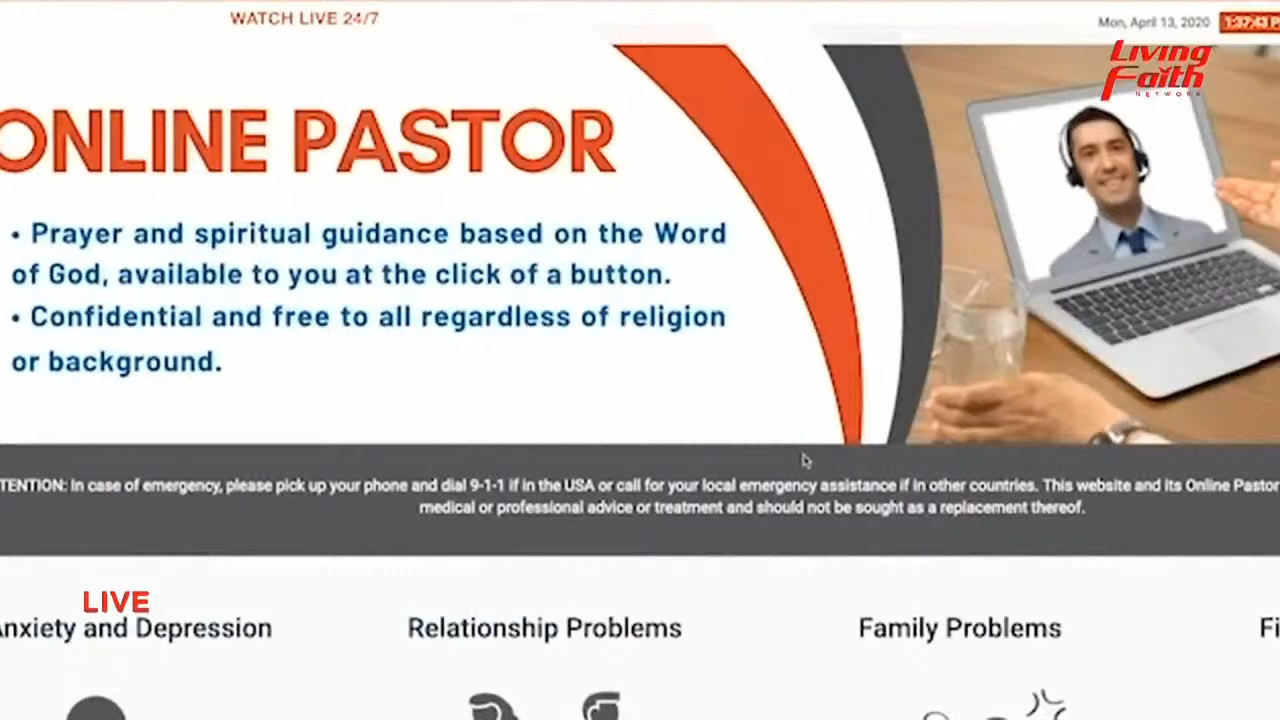 WATCH LIVE 24/7
Mon, April 13, 2020
Living
Faith
NETWORK
ONLINE PASTOR
• Prayer and spiritual guidance based on the Word
of God, available to you at the click of a button.
• Confidential and free to all regardless of religion
or background.
TENTION: In case of emergency, please pick up your phone and dial 9-1-1 if in the USA or call for your local emergency assistance if in other countries. This website and its Online Pastor
medical or professional advice or treatment and should not be sought as a replacement thereof.
LIVE
Anxiety and Depression
Relationship Problems
Family Problems
Fi